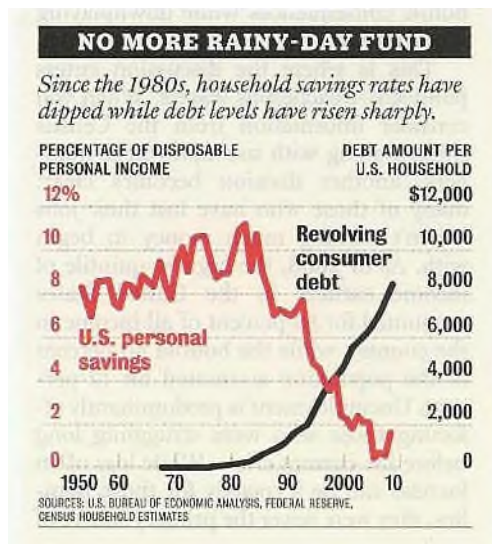 NO MORE RAINY-DAY FUND
Since the 1980s, household savings rates have
dipped while debt levels have risen sharply.
PERCENTAGE OF DISPOSABLE
PERSONAL INCOME
DEBT AMOUNT PER
U.S. HOUSEHOLD
12%
$12,000
10
Revolving
consumer
debt
10,000
8
8,000
6
U.S. personal
savings
6,000
4
4,000
2
2,000
0
0
1950 60 70 80 90 2000 10
SOURCES: U.S. BUREAU OF ECONOMIC ANALYSIS, FEDERAL RESERVE,
CENSUS HOUSEHOLD ESTIMATES